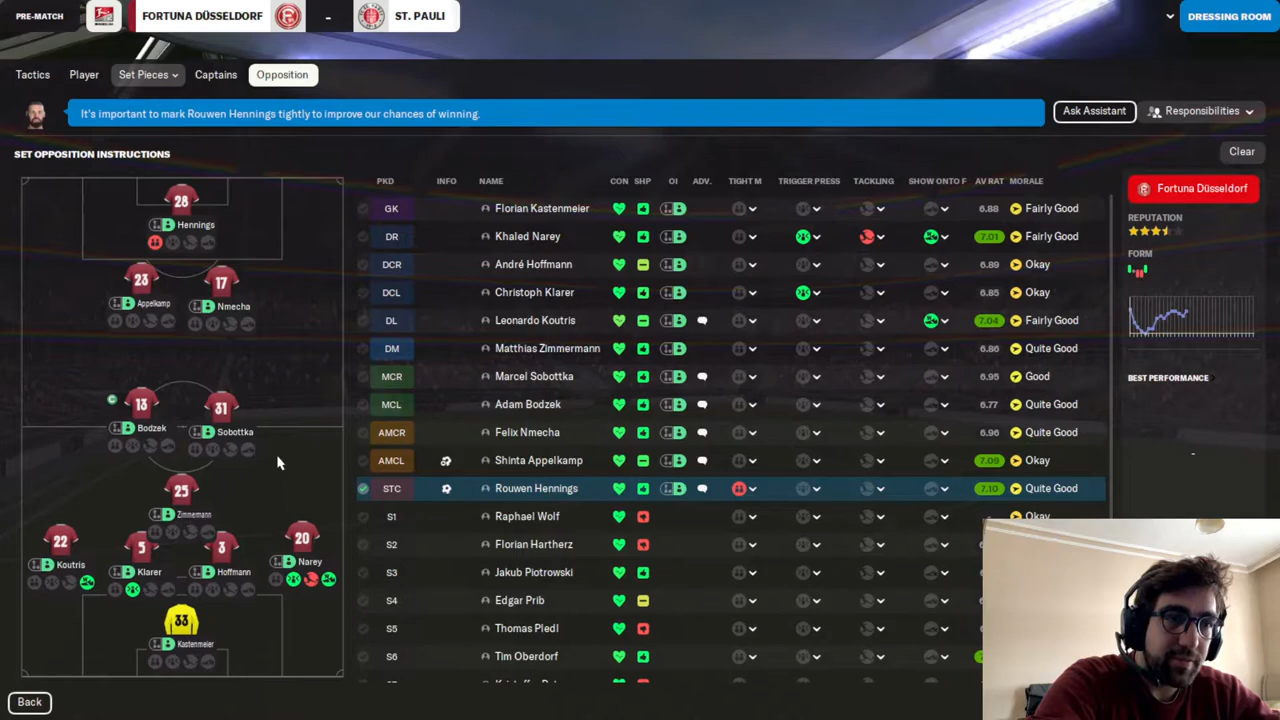 PRE-MATCH
FORTUNA DÜSSELDORF
-
ST. PAULI
DRESSING ROOM
Tactics
Player
Set Pieces
Captains
Opposition
It's important to mark Rouwen Hennings tightly to improve our chances of winning.
Ask Assistant
Responsibilities
SET OPPOSITION INSTRUCTIONS
Clear
28
Hennings
23
Appelkamp
17
Nmecha
13
Bodzek
31
Sobottka
25
Zimmermann
22
Koutris
5
Klarer
3
Hoffmann
20
Narey
33
Kastenmeier
PKD INFO NAME CON SHP OI ADV. TIGHT M TRIGGER PRESS TACKLING SHOW ONTO F AV RAT MORALE
GK Florian Kastenmeier 6.88 Fairly Good
DR Khaled Narey 7.01 Fairly Good
DCR André Hoffmann 6.89 Okay
DCL Christoph Klarer 6.85 Okay
DL Leonardo Koutris 7.04 Fairly Good
DM Matthias Zimmermann 6.86 Quite Good
MCR Marcel Sobottka 6.95 Good
MCL Adam Bodzek 6.77 Quite Good
AMCR Felix Nmecha 6.96 Quite Good
AMCL Shinta Appelkamp 7.09 Okay
STC Rouwen Hennings 7.10 Quite Good
S1 Raphael Wolf - Okay
S2 Florian Hartherz
S3 Jakub Piotrowski
S4 Edgar Prib
S5 Thomas Pledl
S6 Tim Oberdorf
Fortuna Düsseldorf
REPUTATION
FORM
BEST PERFORMANCE
-
Back